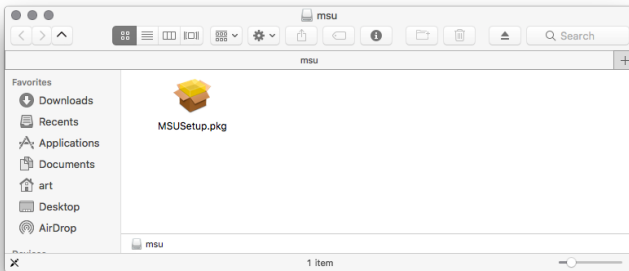 msu
Search
msu
Favorites
Downloads
Recents
Applications
Documents
art
Desktop
AirDrop
MSUSetup.pkg
msu
1 item